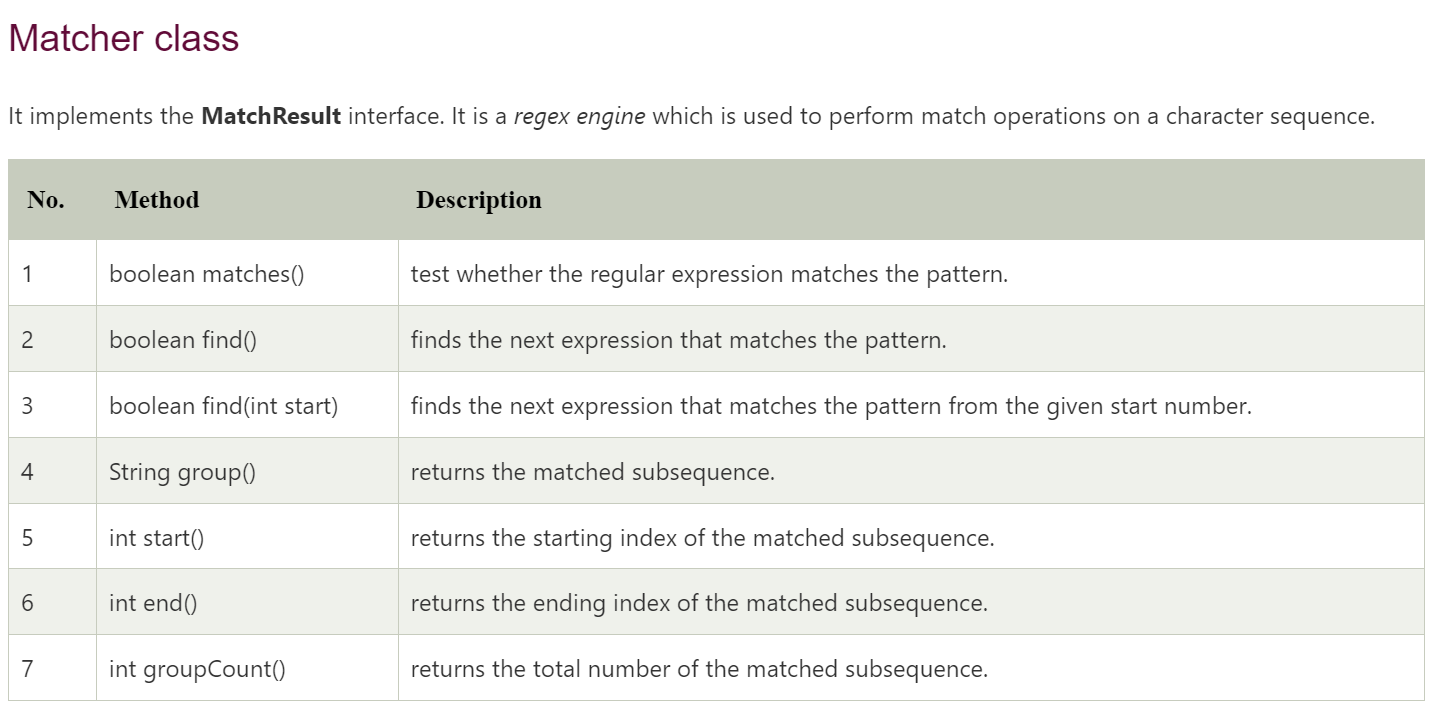 Matcher class
It implements the MatchResult interface. It is a regex engine which is used to perform match operations on a character sequence.
No. Method Description
1 boolean matches() test whether the regular expression matches the pattern.
2 boolean find() finds the next expression that matches the pattern.
3 boolean find(int start) finds the next expression that matches the pattern from the given start number.
4 String group() returns the matched subsequence.
5 int start() returns the starting index of the matched subsequence.
6 int end() returns the ending index of the matched subsequence.
7 int groupCount() returns the total number of the matched subsequence.